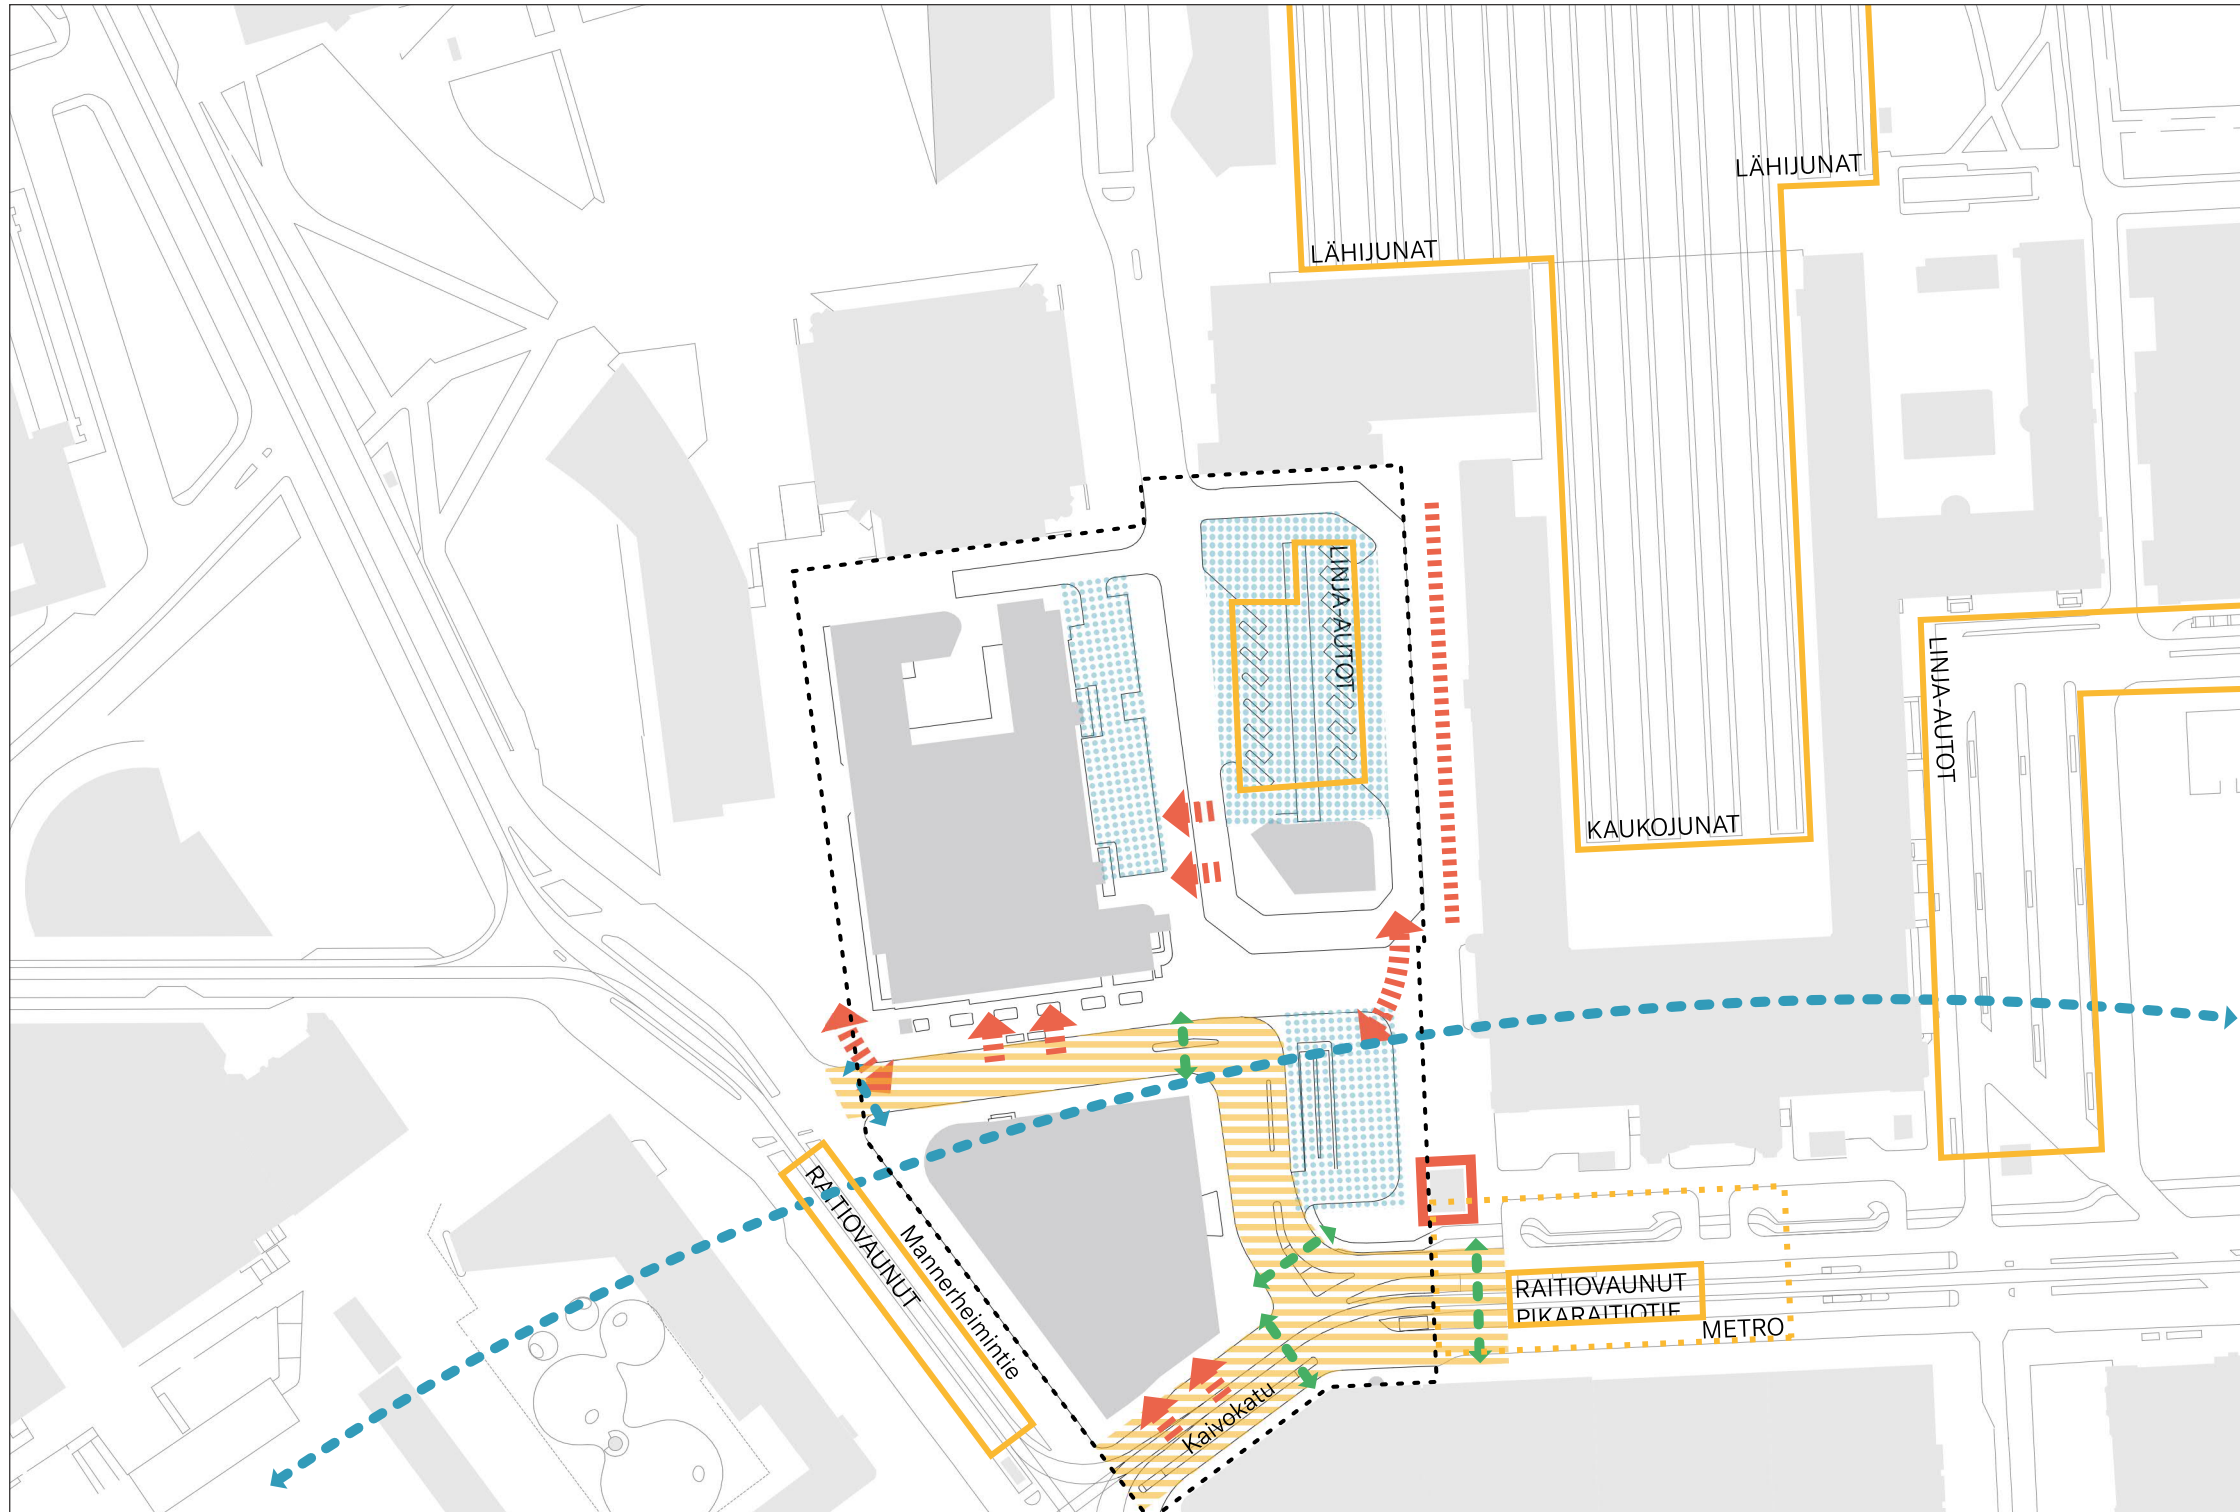 LÄHIJUNAT
LÄHIJUNAT
LINJA-AUTOT
LINJA-AUTOT
KAUKOJUNAT
RAITIOVAUNUT
Mannerheimintie
RAITIOVAUNUT
PIKARAITIOTIE
METRO
Kaivokatu